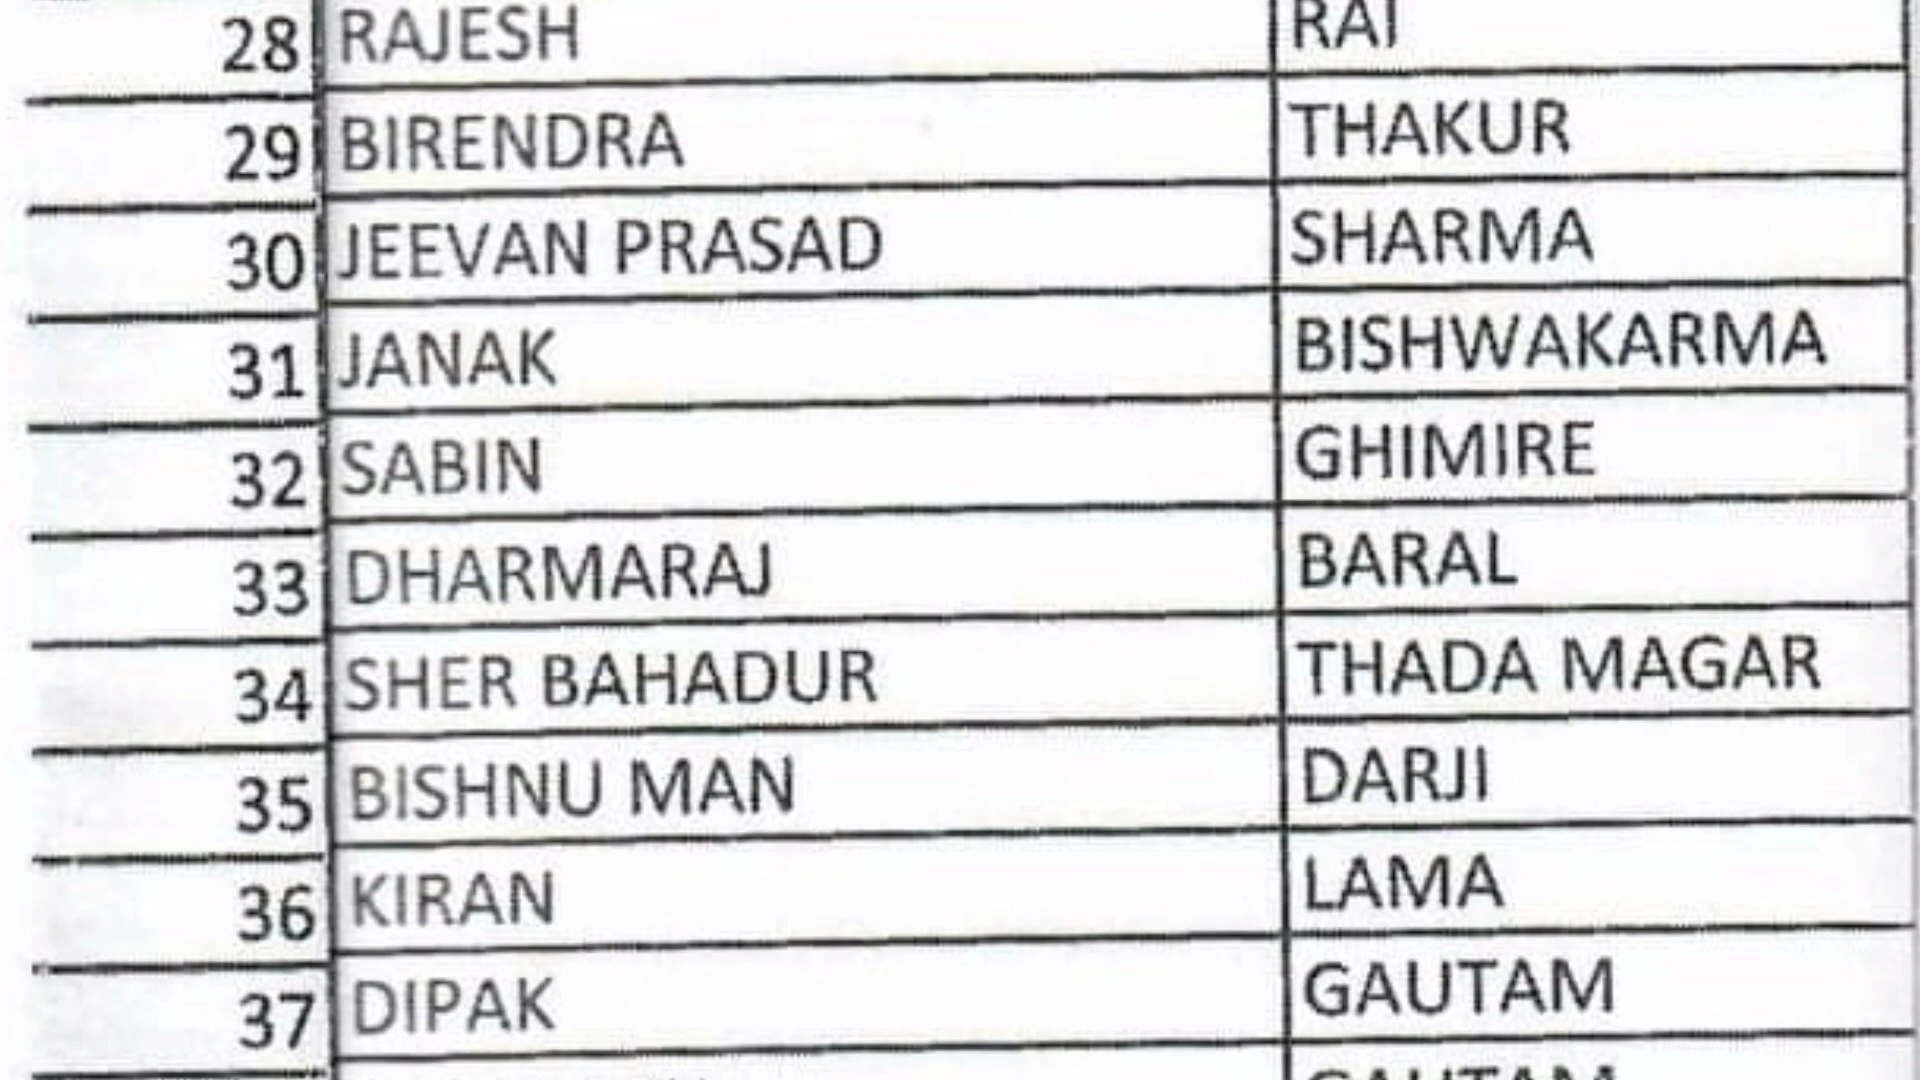 28 RAJESH RAI
29 BIRENDRA THAKUR
30 JEEVAN PRASAD SHARMA
31 JANAK BISHWAKARMA
32 SABIN GHIMIRE
33 DHARMARAJ BARAL
34 SHER BAHADUR THADA MAGAR
35 BISHNU MAN DARJI
36 KIRAN LAMA
37 DIPAK GAUTAM
GAUTAM